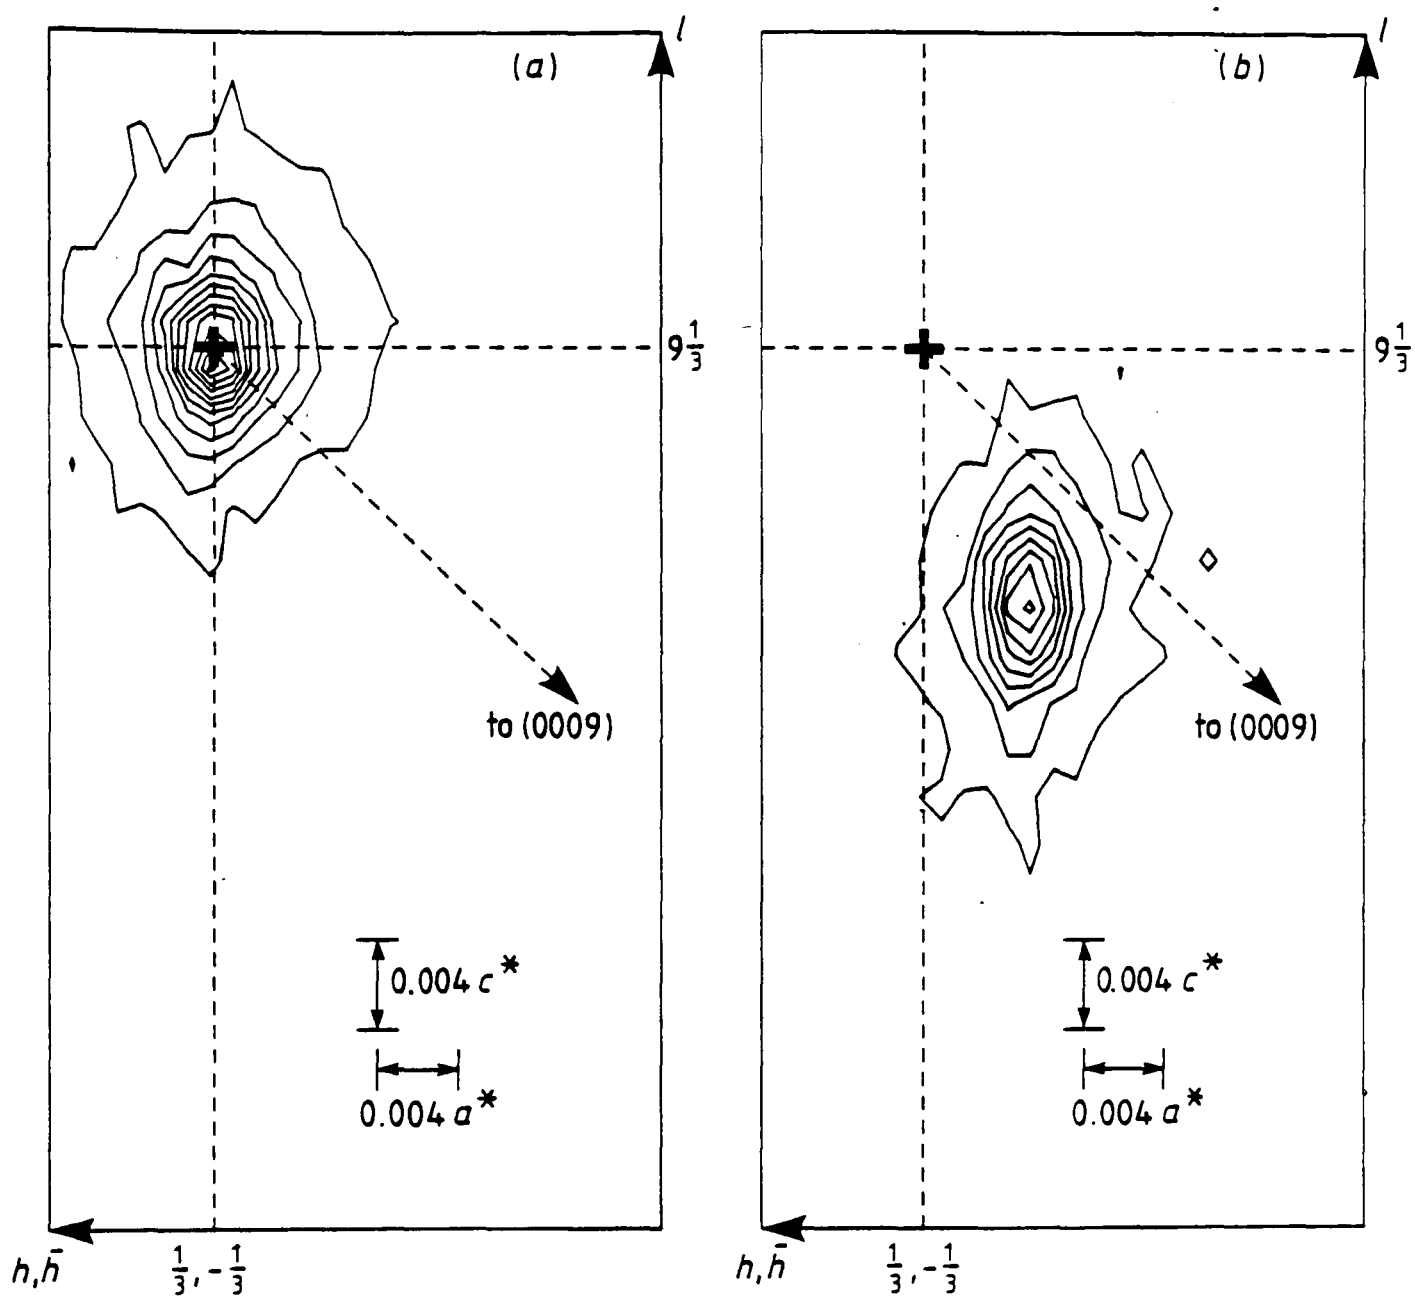 (a)
l
9 1/3
to (0009)
0.004 c*
0.004 a*
h, h̄
1/3, -1/3
(b)
l
9 1/3
to (0009)
0.004 c*
0.004 a*
h, h̄
1/3, -1/3